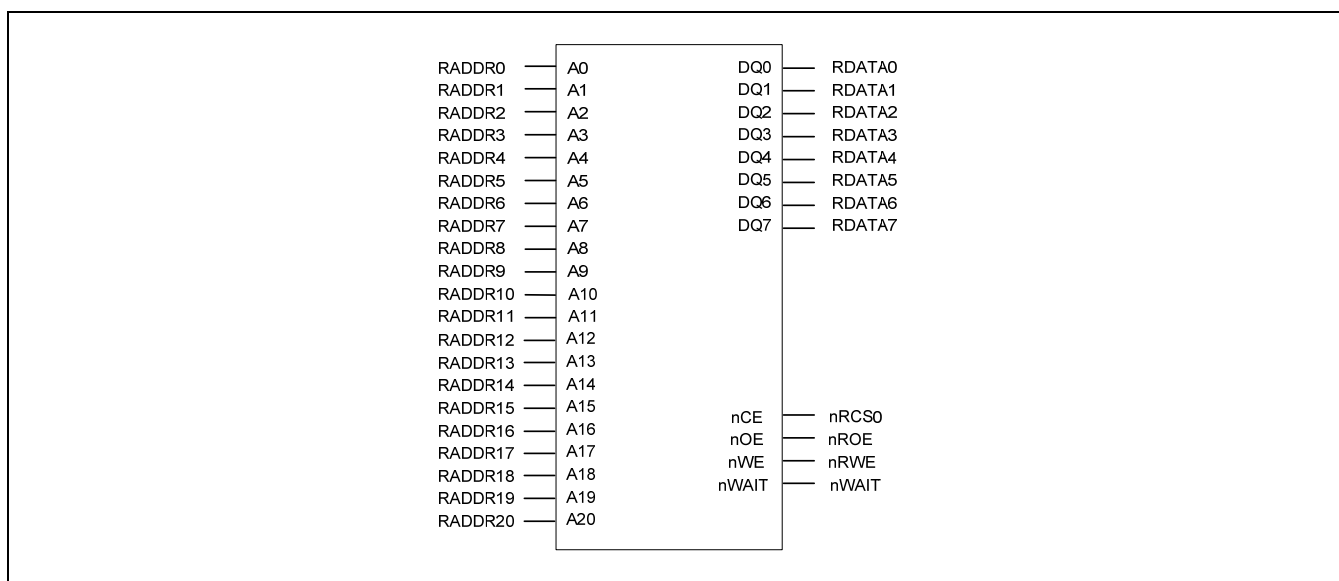 RADDR0 A0 DQ0 RDATA0
RADDR1 A1 DQ1 RDATA1
RADDR2 A2 DQ2 RDATA2
RADDR3 A3 DQ3 RDATA3
RADDR4 A4 DQ4 RDATA4
RADDR5 A5 DQ5 RDATA5
RADDR6 A6 DQ6 RDATA6
RADDR7 A7 DQ7 RDATA7
RADDR8 A8
RADDR9 A9
RADDR10 A10
RADDR11 A11
RADDR12 A12
RADDR13 A13
RADDR14 A14
RADDR15 A15 nCE nRCS0
RADDR16 A16 nOE nROE
RADDR17 A17 nWE nRWE
RADDR18 A18 nWAIT nWAIT
RADDR19 A19
RADDR20 A20